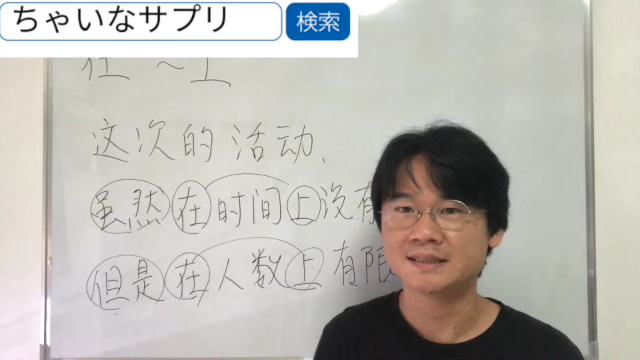 ちゃいなサプリ 検索
在 ～上
这次的活动、
虽然在时间上没有
但是在人数上有限